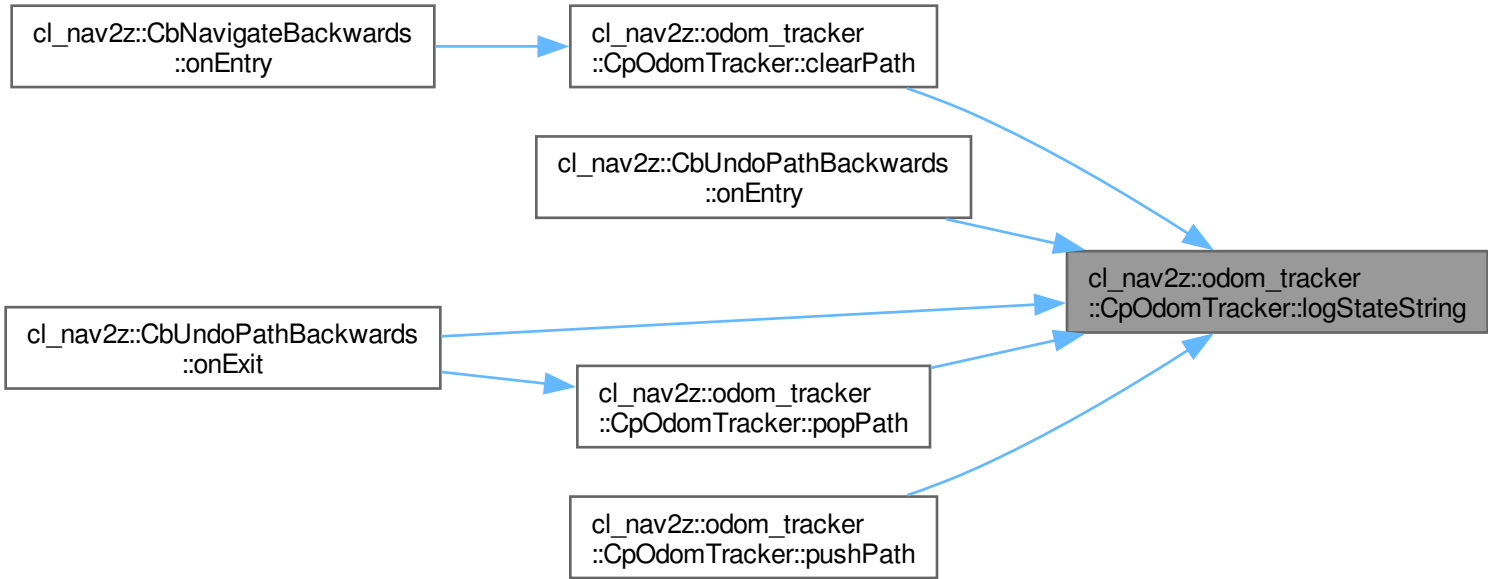 cl_nav2z::CbNavigateBackwards
::onEntry
cl_nav2z::odom_tracker
::CpOdomTracker::clearPath
cl_nav2z::CbUndoPathBackwards
::onEntry
cl_nav2z::odom_tracker
::CpOdomTracker::logStateString
cl_nav2z::CbUndoPathBackwards
::onExit
cl_nav2z::odom_tracker
::CpOdomTracker::popPath
cl_nav2z::odom_tracker
::CpOdomTracker::pushPath